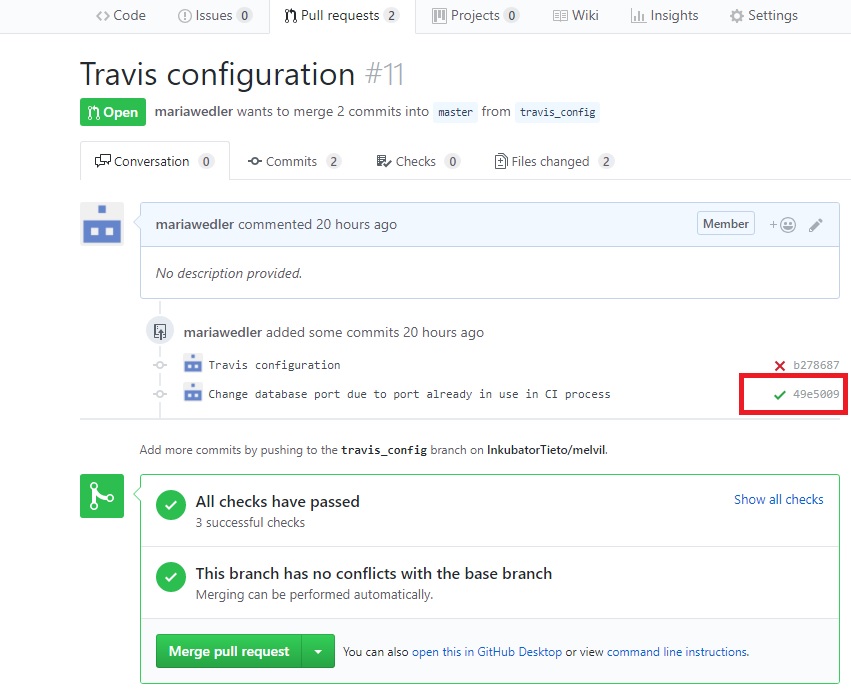 Code Issues 0 Pull requests 2 Projects 0 Wiki Insights Settings
Travis configuration #11
Open mariawedler wants to merge 2 commits into master from travis_config
Conversation 0 Commits 2 Checks 0 Files changed 2
mariawedler commented 20 hours ago Member +
No description provided.
mariawedler added some commits 20 hours ago
Travis configuration b278687
Change database port due to port already in use in CI process 49e5009
Add more commits by pushing to the travis_config branch on InkubatorTieto/melvil.
All checks have passed Show all checks
3 successful checks
This branch has no conflicts with the base branch
Merging can be performed automatically.
Merge pull request You can also open this in GitHub Desktop or view command line instructions.